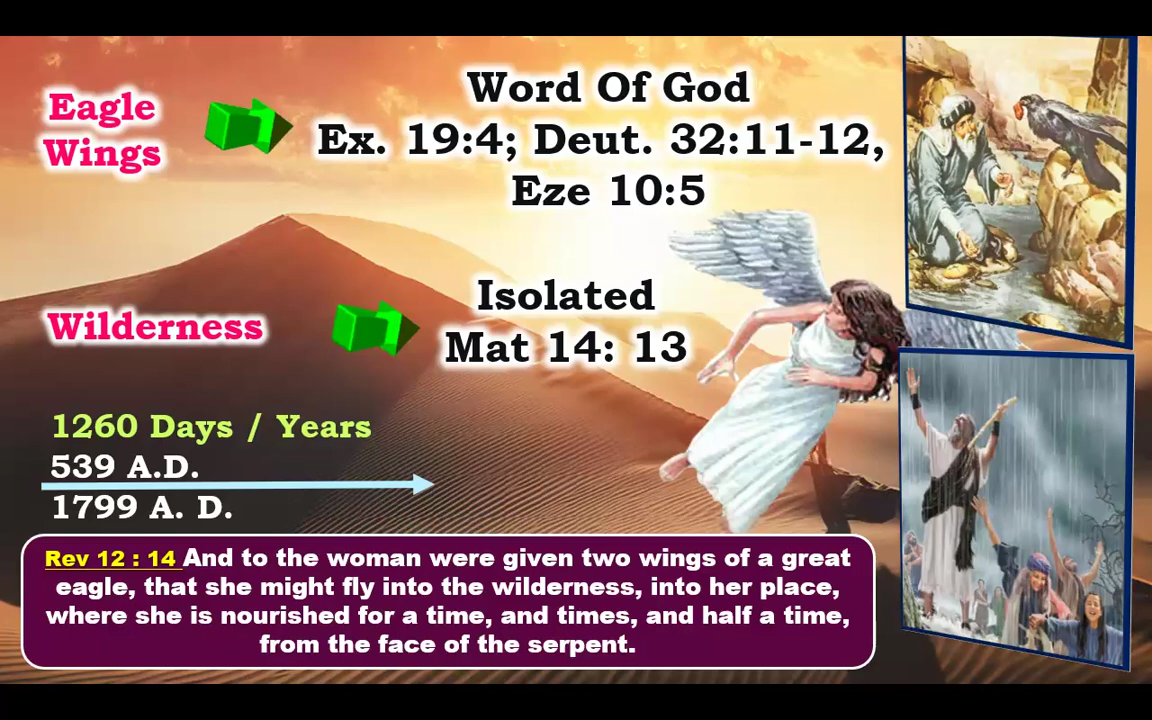 Eagle
Wings
Word Of God
Ex. 19:4; Deut. 32:11-12,
Eze 10:5
Wilderness
Isolated
Mat 14: 13
1260 Days / Years
539 A.D.
1799 A. D.
Rev 12 : 14 And to the woman were given two wings of a great
eagle, that she might fly into the wilderness, into her place,
where she is nourished for a time, and times, and half a time,
from the face of the serpent.